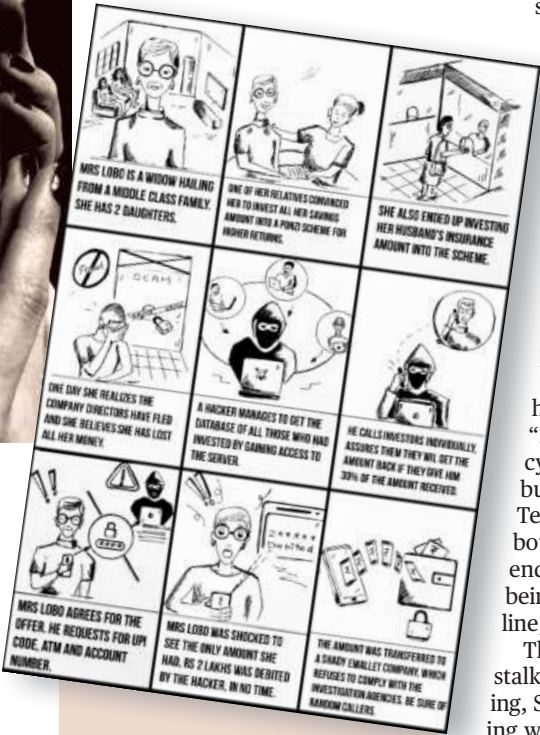 MRS LOBO IS A WIDOW HAILING
FROM A MIDDLE CLASS FAMILY.
SHE HAS 2 DAUGHTERS.
ONE OF HER RELATIVES CONVINCED
HER TO INVEST ALL HER SAVINGS
AMOUNT INTO A PONZI SCHEME FOR
HIGHER RETURNS.
SHE ALSO ENDED UP INVESTING
HER HUSBAND'S INSURANCE
AMOUNT INTO THE SCHEME.
SCAM
ONE DAY SHE REALIZES THE
COMPANY DIRECTORS HAVE FLED
AND SHE BELIEVES SHE HAS LOST
ALL HER MONEY.
A HACKER MANAGES TO GET THE
DATABASE OF ALL THOSE WHO HAD
INVESTED BY GAINING ACCESS TO
THE SERVER.
HE CALLS INVESTORS INDIVIDUALLY,
ASSURES THEM THEY WIL GET THE
AMOUNT BACK IF THEY GIVE HIM
30% OF THE AMOUNT RECEIVED.
MRS LOBO AGREES FOR THE
OFFER. HE REQUESTS FOR UPI
CODE, ATM AND ACCOUNT
NUMBER.
Debited
MRS LOBO WAS SHOCKED TO
SEE THE ONLY AMOUNT SHE
HAD, RS 2 LAKHS WAS DEBITED
BY THE HACKER, IN NO TIME.
THE AMOUNT WAS TRANSFERRED TO
A SHADY EWALLET COMPANY, WHICH
REFUSES TO COMPLY WITH THE
INVESTIGATION AGENCIES. BE SURE OF
RANDOM CALLERS.
s
h
"
cy
bu
Te
bo
end
bein
line,
Th
stalk
ing, S
ing w